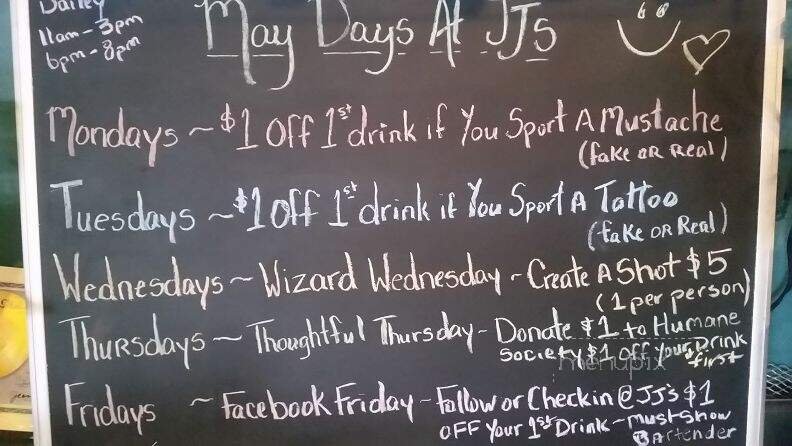 Dailey
11am - 3pm
6pm - 8pm
May Days At JJs
Mondays ~ $1 Off 1st drink if You Sport A Mustache
(fake or Real)
Tuesdays ~ $1 Off 1st drink if You Sport A Tattoo
(fake or Real)
Wednesdays ~ Wizard Wednesday - Create A Shot $5
(1 per person)
Thursdays ~ Thoughtful Thursday - Donate $1 to Humane
Society $1 Off Your Drink
first
menupix
Fridays ~ Facebook Friday - Follow or Checkin @ JJ's $1
OFF Your 1st Drink ~ Must Show
Bartender